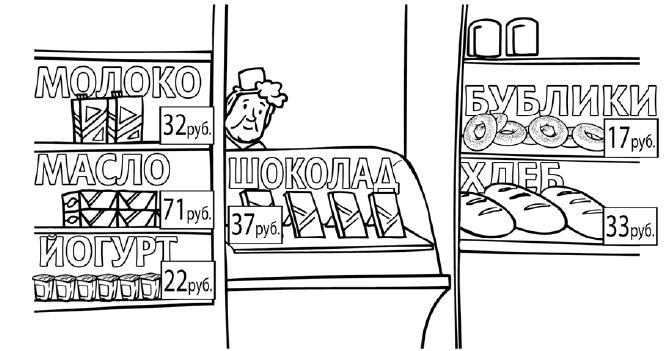 МОЛОКО
32руб.
МАСЛО
71руб.
ЙОГУРТ
22руб.
ШОКОЛАД
37руб.
БУБЛИКИ
17руб.
ХЛЕБ
33руб.